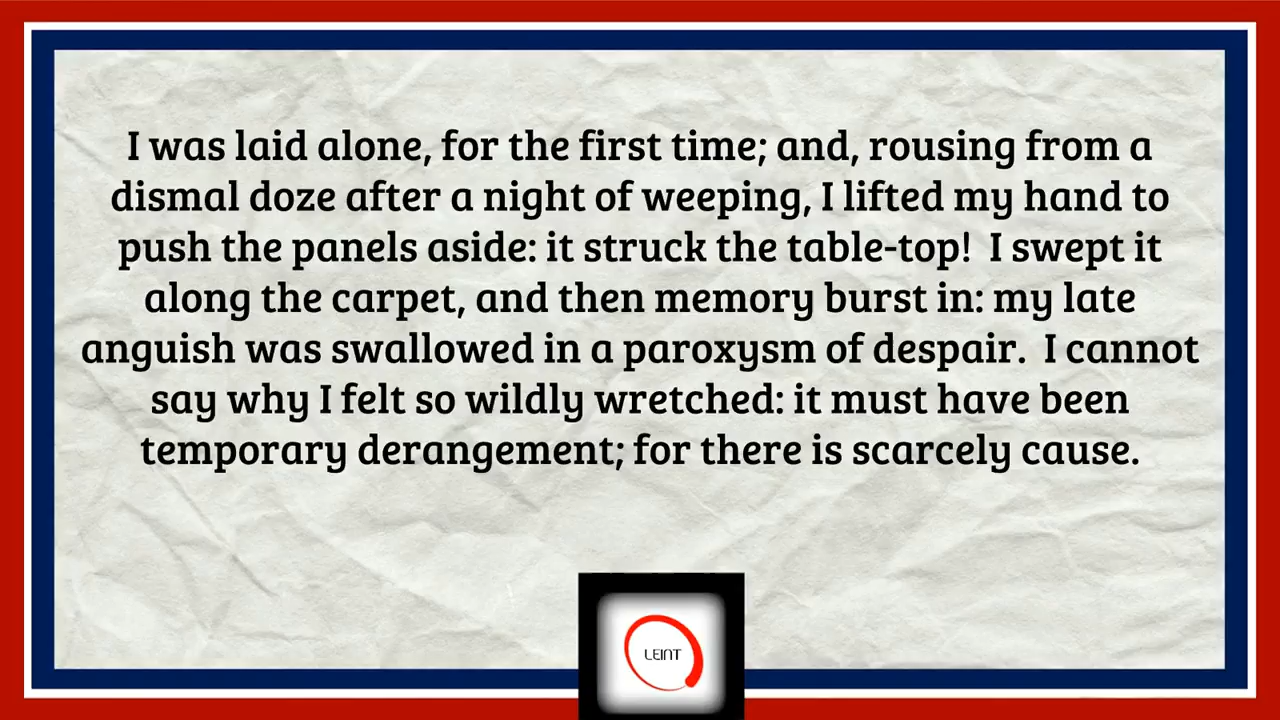 I was laid alone, for the first time; and, rousing from a
dismal doze after a night of weeping, I lifted my hand to
push the panels aside: it struck the table-top!  I swept it
along the carpet, and then memory burst in: my late
anguish was swallowed in a paroxysm of despair.  I cannot
say why I felt so wildly wretched: it must have been
temporary derangement; for there is scarcely cause.
LEINT